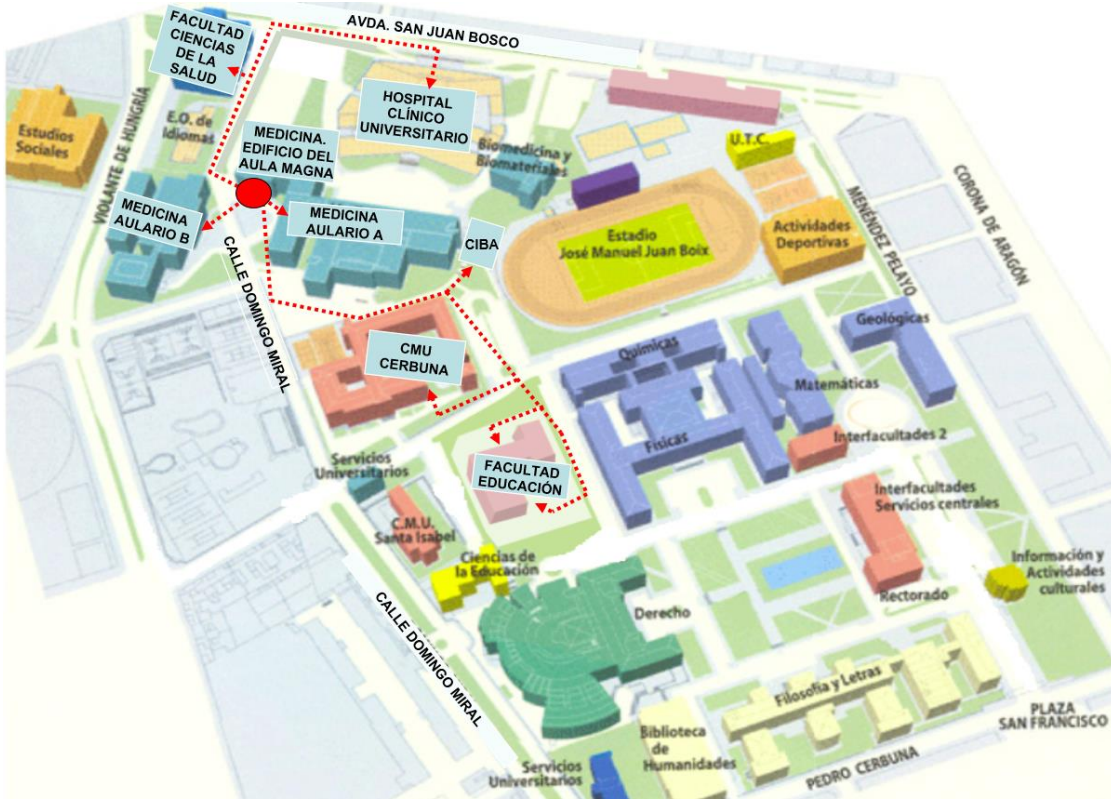 AVDA. SAN JUAN BOSCO
FACULTAD
CIENCIAS
DE LA
SALUD
HOSPITAL
CLÍNICO
UNIVERSITARIO
VIOLANTE DE HUNGRÍA
E.O. de
Idiomas
Estudios
Sociales
MEDICINA.
EDIFICIO DEL
AULA MAGNA
Biomedicina y
Biomateriales
U.T.C.
CORONA DE ARAGÓN
MENÉNDEZ PELAYO
MEDICINA
AULARIO B
MEDICINA
AULARIO A
CIBA
Estadio
José Manuel Juan Boix
Actividades
Deportivas
CALLE DOMINGO MIRAL
CMU
CERBUNA
Químicas
Geológicas
Matemáticas
Físicas
Interfacultades 2
Servicios
Universitarios
FACULTAD
EDUCACIÓN
Interfacultades
Servicios centrales
C.M.U.
Santa Isabel
Ciencias de
la Educación
Información y
Actividades
culturales
Rectorado
Derecho
CALLE DOMINGO MIRAL
Filosofía y Letras
PLAZA
SAN FRANCISCO
Biblioteca
de
Humanidades
PEDRO CERBUNA
Servicios
Universitarios